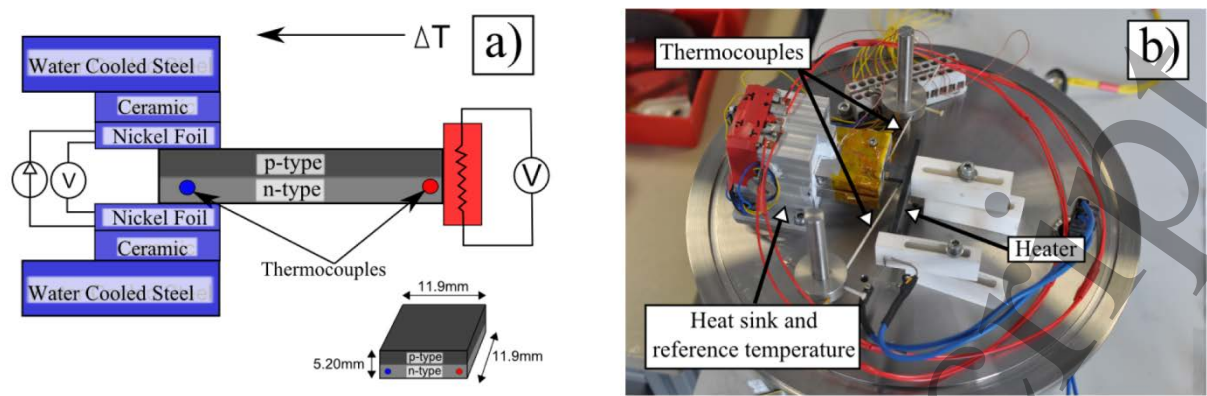 ΔT
a)
Water Cooled Steel
Ceramic
Nickel Foil
p-type
n-type
V
V
Nickel Foil
Ceramic
Thermocouples
Water Cooled Steel
11.9mm
5.20mm
p-type
n-type
11.9mm
Thermocouples
b)
Heater
Heat sink and
reference temperature